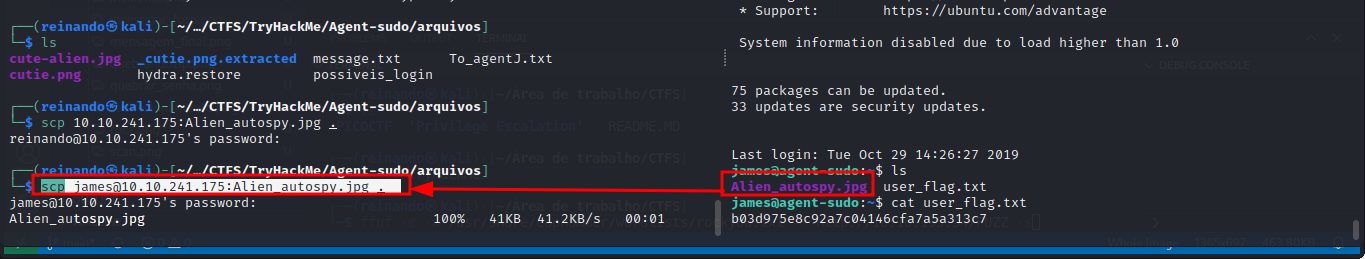 ┌──(reinando㉿kali)-[~/…/CTFS/TryHackMe/Agent-sudo/arquivos]
└─$ ls
cute-alien.jpg _cutie.png.extracted message.txt To_agentJ.txt
cutie.png hydra.restore possiveis_login
┌──(reinando㉿kali)-[~/…/CTFS/TryHackMe/Agent-sudo/arquivos]
└─$ scp 10.10.241.175:Alien_autospy.jpg .
reinando@10.10.241.175's password:
┌──(reinando㉿kali)-[~/…/CTFS/TryHackMe/Agent-sudo/arquivos]
└─$ scp james@10.10.241.175:Alien_autospy.jpg .
james@10.10.241.175's password:
Alien_autospy.jpg 100% 41KB 41.2KB/s 00:01
* Support: https://ubuntu.com/advantage
System information disabled due to load higher than 1.0
75 packages can be updated.
33 updates are security updates.
Last login: Tue Oct 29 14:26:27 2019
james@agent-sudo:~$ ls
Alien_autospy.jpg user_flag.txt
james@agent-sudo:~$ cat user_flag.txt
b03d975e8c92a7c04146cfa7a5a313c7